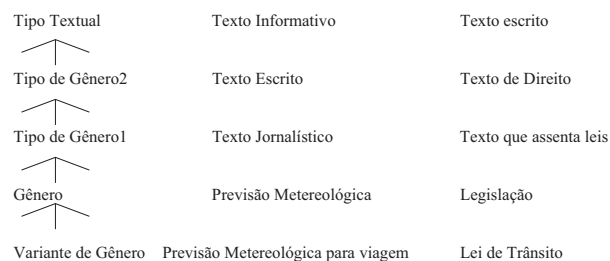 Tipo Textual Texto Informativo Texto escrito
Tipo de Gênero2 Texto Escrito Texto de Direito
Tipo de Gênero1 Texto Jornalístico Texto que assenta leis
Gênero Previsão Metereológica Legislação
Variante de Gênero Previsão Metereológica para viagem Lei de Trânsito